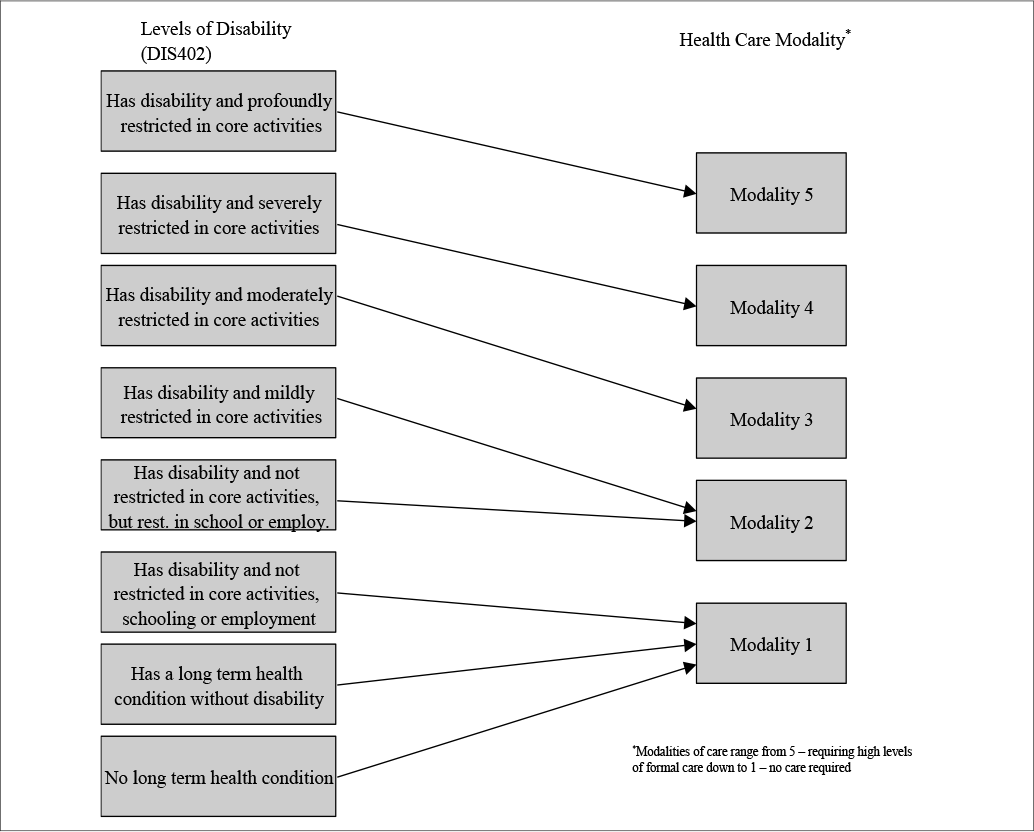 Levels of Disability
(DIS402)
Health Care Modality*
Has disability and profoundly
restricted in core activities
Has disability and severely
restricted in core activities
Has disability and moderately
restricted in core activities
Has disability and mildly
restricted in core activities
Has disability and not
restricted in core activities,
but rest. in school or employ.
Has disability and not
restricted in core activities,
schooling or employment
Has a long term health
condition without disability
No long term health condition
Modality 5
Modality 4
Modality 3
Modality 2
Modality 1
*Modalities of care range from 5 – requiring high levels
of formal care down to 1 – no care required